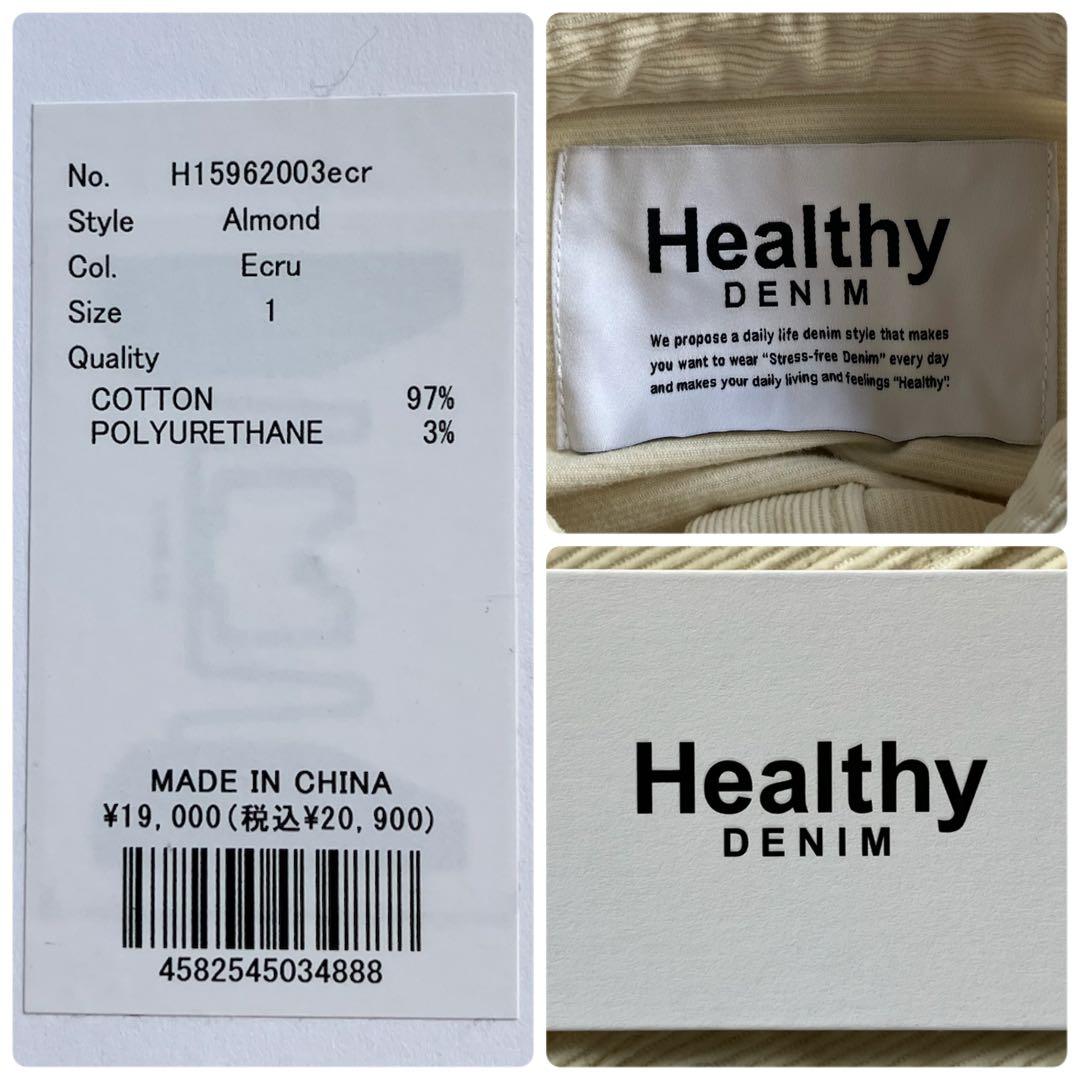 No. H15962003ecr
Style Almond
Col. Ecru
Size 1
Quality
COTTON 97%
POLYURETHANE 3%
MADE IN CHINA
¥19,000(税込¥20,900)
4582545034888
Healthy
DENIM
We propose a daily life denim style that makes
you want to wear “Stress-free Denim” every day
and makes your daily living and feelings “Healthy”!
Healthy
DENIM